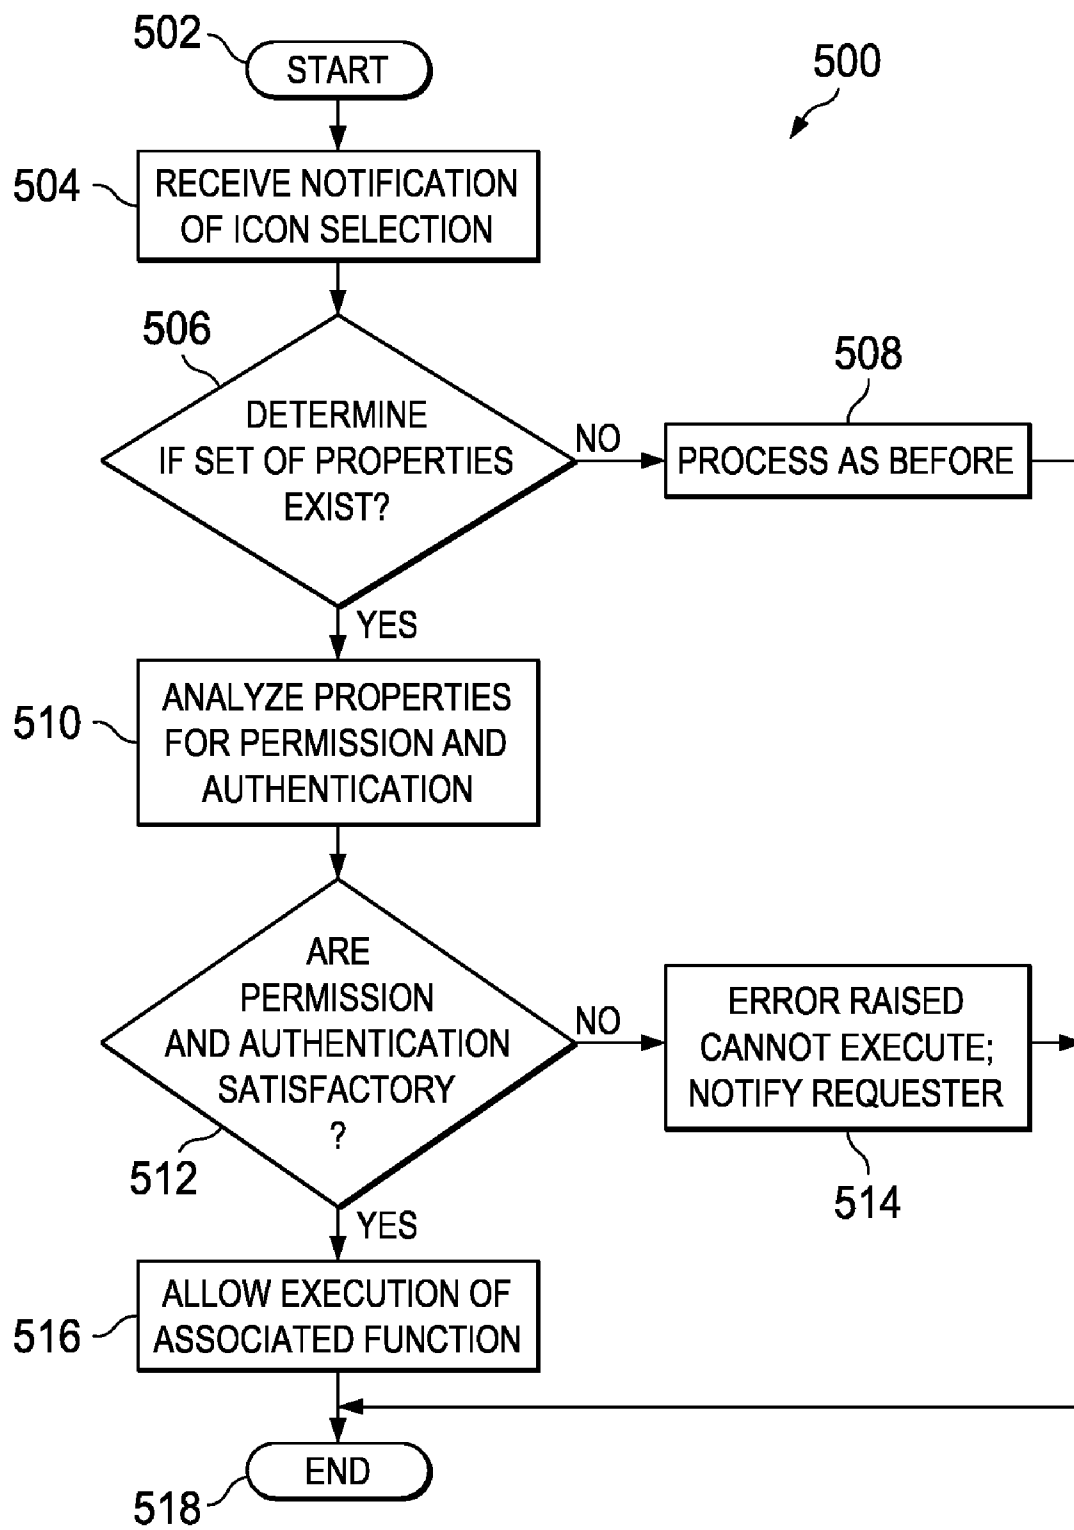 502
START
500
504
RECEIVE NOTIFICATION
OF ICON SELECTION
506
DETERMINE
IF SET OF PROPERTIES
EXIST?
NO
508
PROCESS AS BEFORE
YES
510
ANALYZE PROPERTIES
FOR PERMISSION AND
AUTHENTICATION
ARE
PERMISSION
AND AUTHENTICATION
SATISFACTORY
?
512
NO
ERROR RAISED
CANNOT EXECUTE;
NOTIFY REQUESTER
514
YES
516
ALLOW EXECUTION OF
ASSOCIATED FUNCTION
END
518